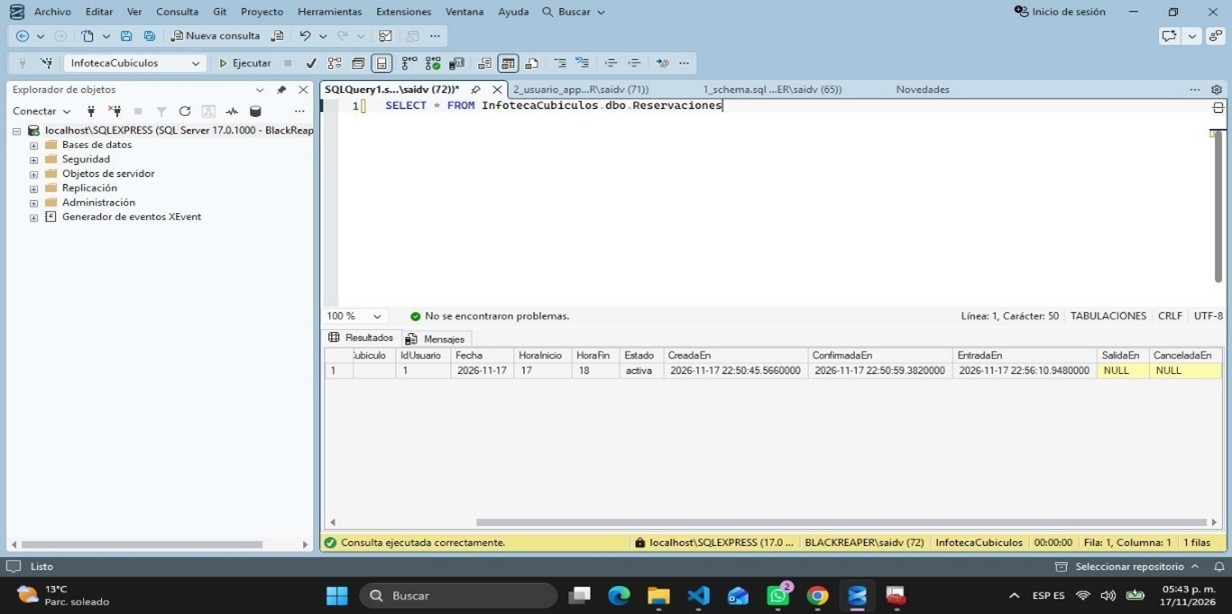 Archivo Editar Ver Consulta Git Proyecto Herramientas Extensiones Ventana Ayuda Buscar Inicio de sesión
Nueva consulta
InfotecaCubiculos Ejecutar
Explorador de objetos
Conectar
localhost\SQLEXPRESS (SQL Server 17.0.1000 - BlackReap
Bases de datos
Seguridad
Objetos de servidor
Replicación
Administración
Generador de eventos XEvent
SQLQuery1.s...\saidv (72))* 2_usuario_app...R\saidv (71)) 1_schema.sql ...ER\saidv (65)) Novedades
1 SELECT * FROM InfotecaCubiculos.dbo.Reservaciones
100 % No se encontraron problemas. Línea: 1, Carácter: 50 TABULACIONES CRLF UTF-8
Resultados Mensajes
Cubiculo IdUsuario Fecha HoraInicio HoraFin Estado CreadaEn ConfirmadaEn EntradaEn SalidaEn CanceladaEn
1 1 2026-11-17 17 18 activa 2026-11-17 22:50:45.5660000 2026-11-17 22:50:59.3820000 2026-11-17 22:56:10.9480000 NULL NULL
Consulta ejecutada correctamente. localhost\SQLEXPRESS (17.0 ... BLACKREAPER\saidv (72) InfotecaCubiculos 00:00:00 Fila: 1, Columna: 1 1 filas
Listo Seleccionar repositorio
13°C
Parc. soleado
Buscar
2
ESP ES
05:43 p. m.
17/11/2026